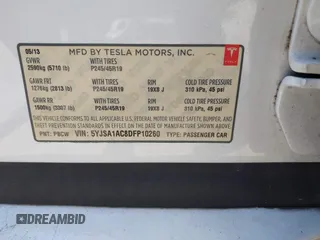 05/13
MFD BY TESLA MOTORS, INC.
GVWR WITH TIRES
2590kg (5710 lb) P245/45R19
GAWR FRT WITH TIRES RIM COLD TIRE PRESSURE
1276kg (2813 lb) P245/45R19 19X8 J 310 kPa, 45 psi
GAWR RR WITH TIRES RIM COLD TIRE PRESSURE
P245/45R19 19X8 J 310 kPa, 45 psi
THIS VEHICLE CONFORMS TO ALL APPLICABLE U.S. FEDERAL MOTOR VEHICLE
SAFETY, BUMPER, AND THEFT PREVENTION STANDARDS IN
EFFECT ON THE DATE OF MANUFACTURE SHOWN ABOVE.
PNT: PBCW VIN: 5YJSA1AC8DFP10260 TYPE: PASSENGER CAR
TESLA
DREAMBID